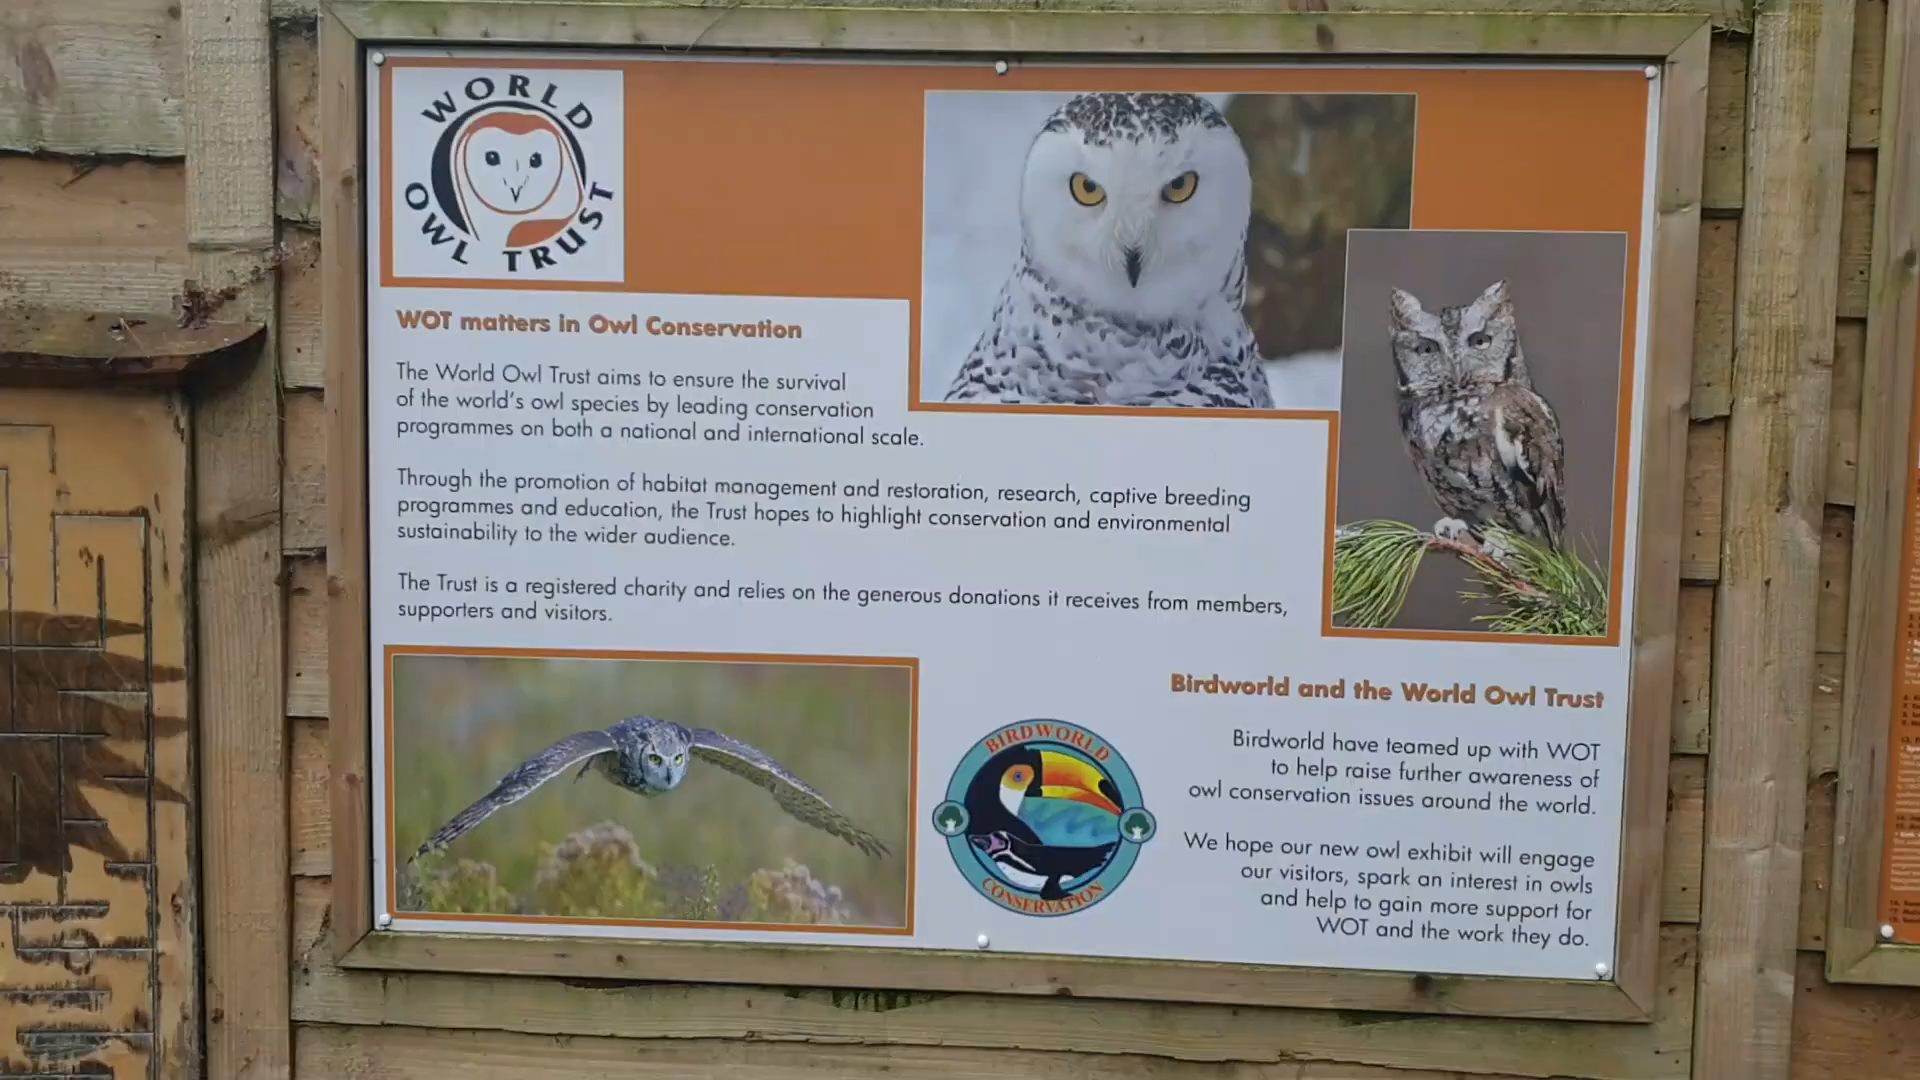 WORLD
OWL TRUST
WOT matters in Owl Conservation
The World Owl Trust aims to ensure the survival
of the world's owl species by leading conservation
programmes on both a national and international scale.
Through the promotion of habitat management and restoration, research, captive breeding
programmes and education, the Trust hopes to highlight conservation and environmental
sustainability to the wider audience.
The Trust is a registered charity and relies on the generous donations it receives from members,
supporters and visitors.
BIRDWORLD
CONSERVATION
Birdworld and the World Owl Trust
Birdworld have teamed up with WOT
to help raise further awareness of
owl conservation issues around the world.
We hope our new owl exhibit will engage
our visitors, spark an interest in owls
and help to gain more support for
WOT and the work they do.